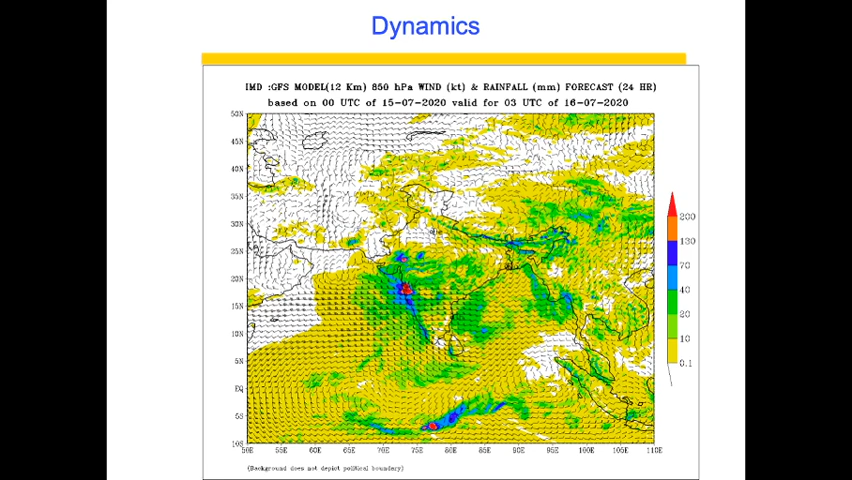 Dynamics
IMD :GFS MODEL(12 Km) 850 hPa WIND (kt) & RAINFALL (mm) FORECAST (24 HR)
based on 00 UTC of 15-07-2020 valid for 03 UTC of 16-07-2020
50N
45N
40N
35N
30N
25N
20N
15N
10N
5N
EQ
5S
10S
50E 55E 60E 65E 70E 75E 80E 85E 90E 95E 100E 105E 110E
200
130
70
40
20
10
0.1
(Background does not depict political boundary)